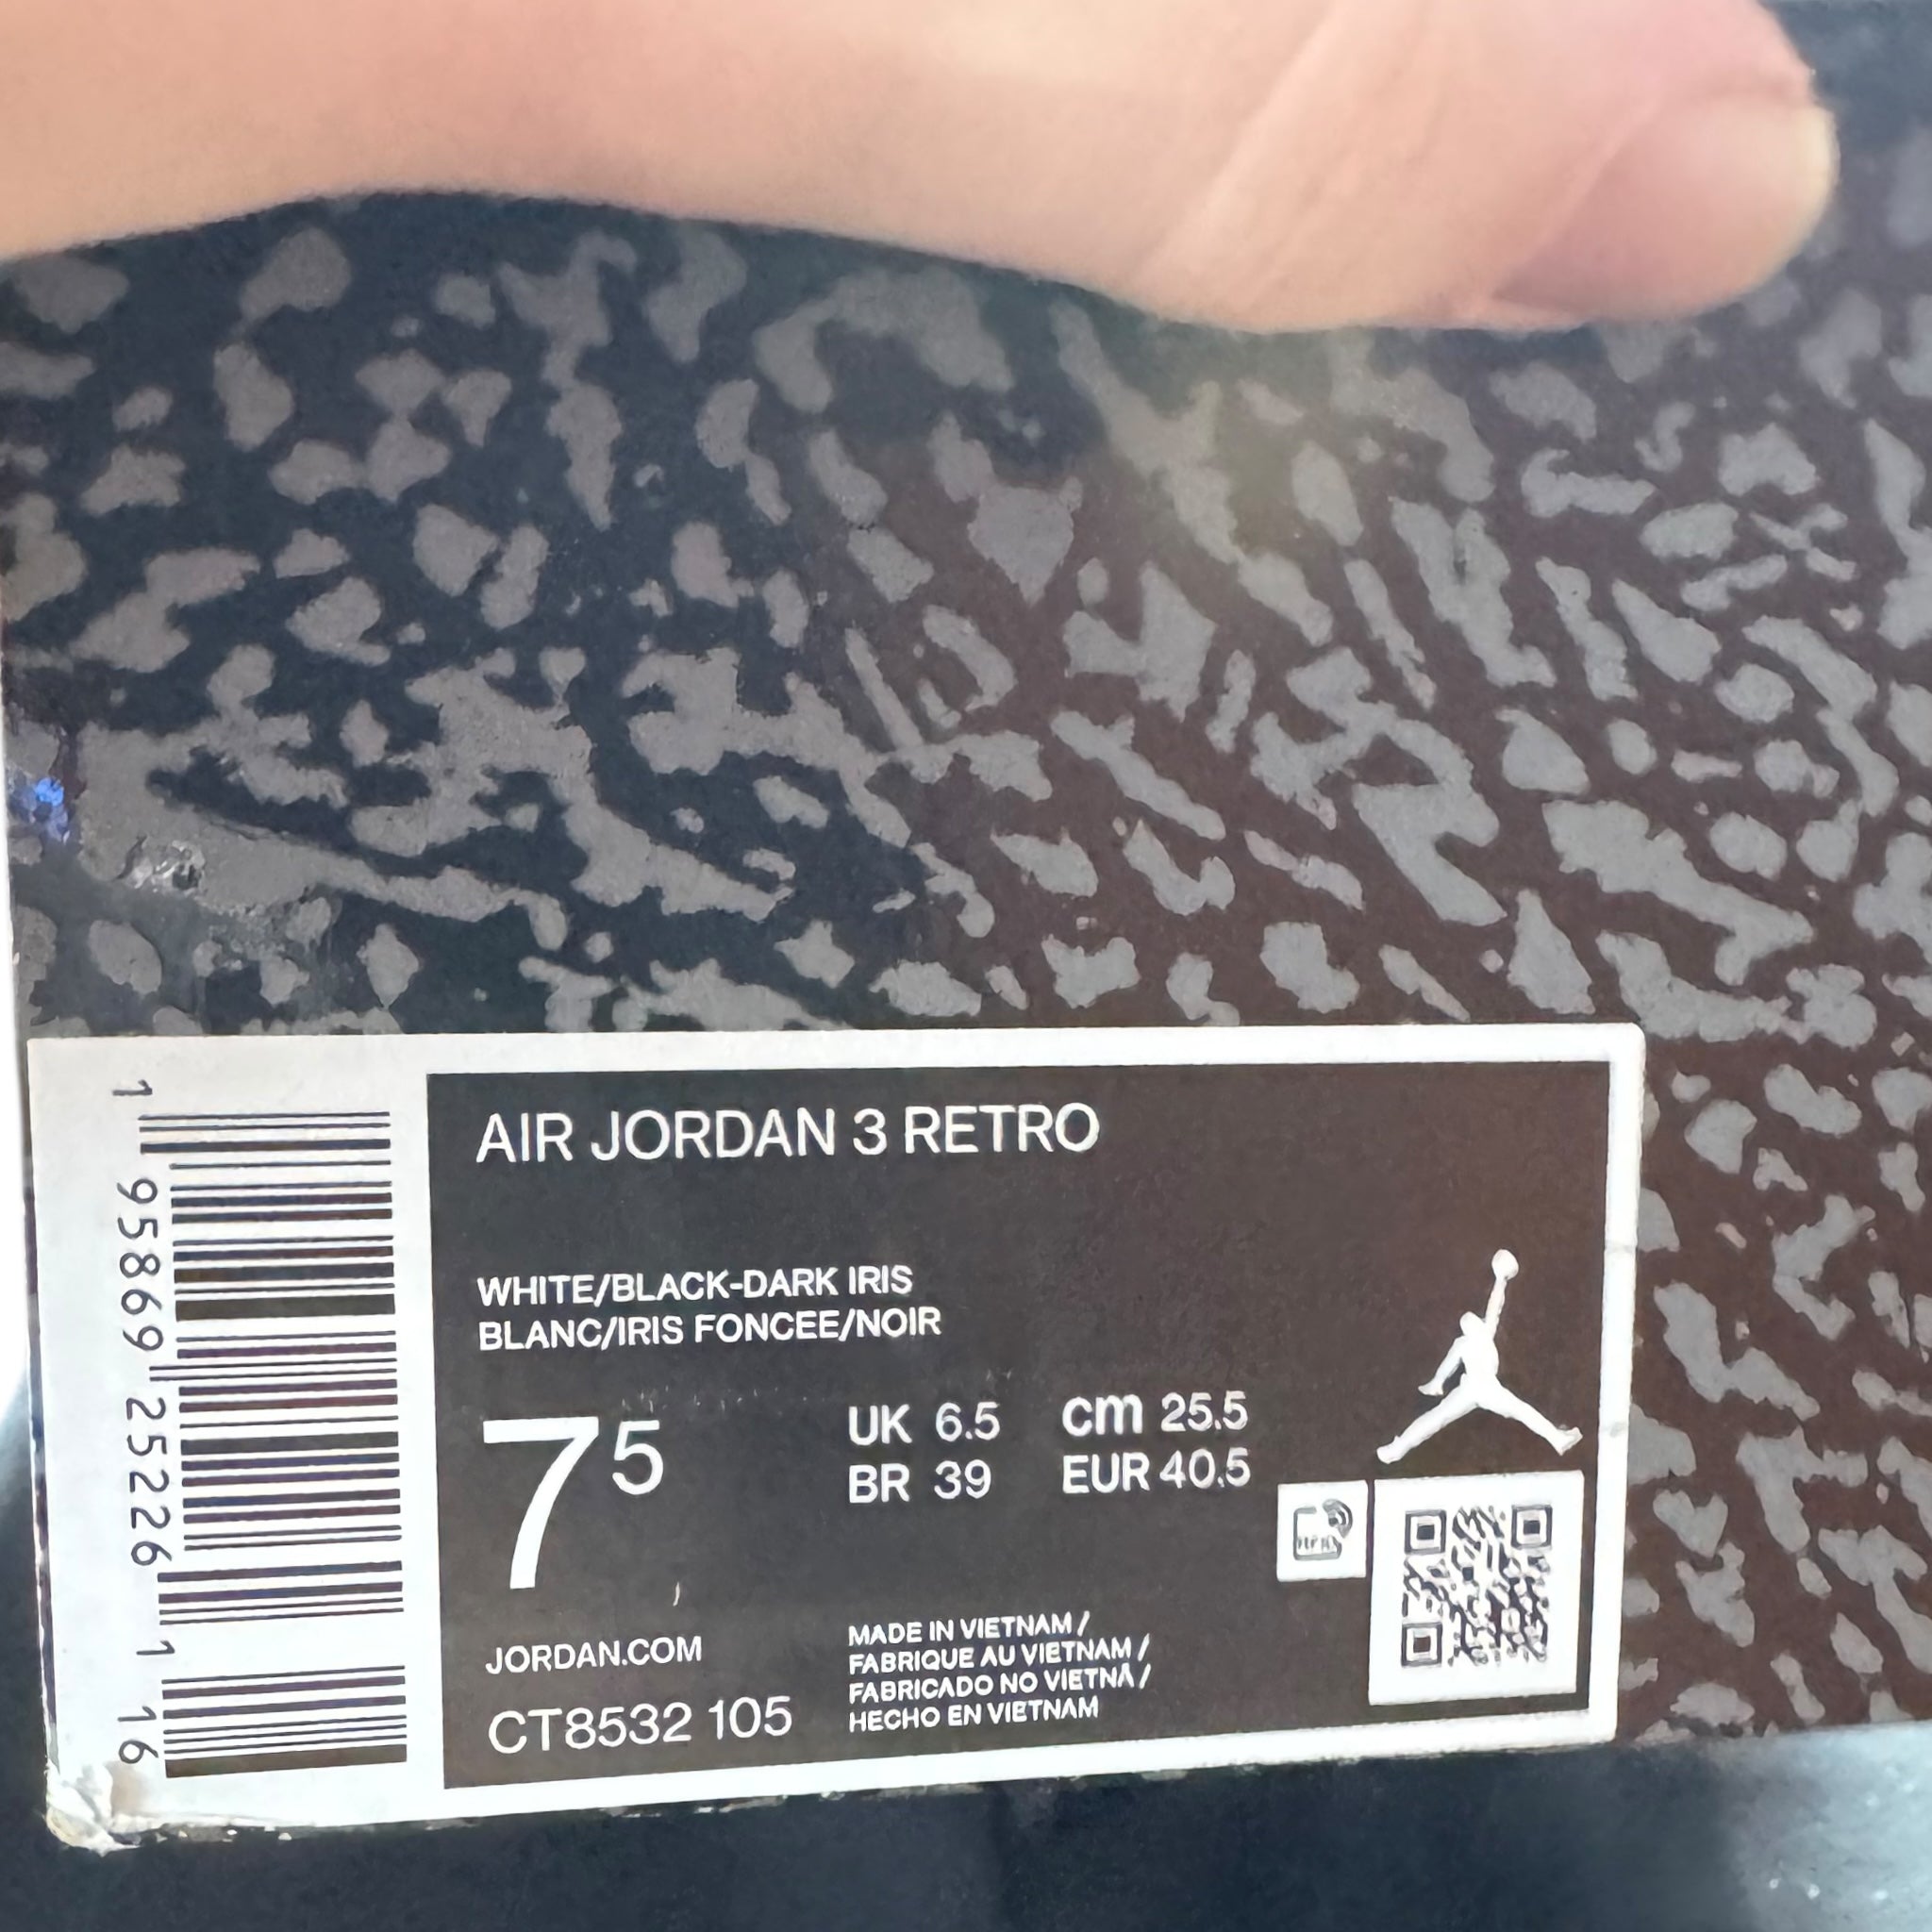 AIR JORDAN 3 RETRO
WHITE/BLACK-DARK IRIS
BLANC/IRIS FONCEE/NOIR
7 5
UK 6.5 cm 25.5
BR 39 EUR 40.5
JORDAN.COM
CT8532 105
MADE IN VIETNAM /
FABRIQUE AU VIETNAM /
FABRICADO NO VIETNÃ /
HECHO EN VIETNAM
1 95869 25226 1 16